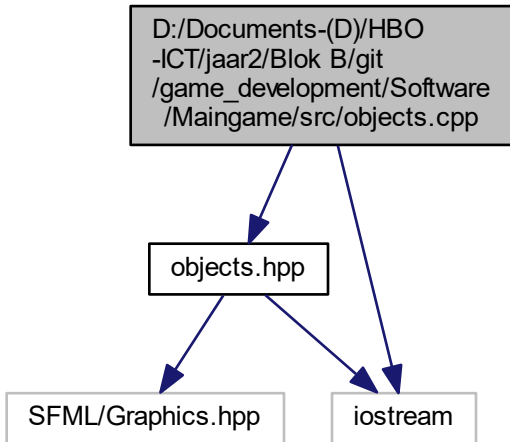 D:/Documents-(D)/HBO
-ICT/jaar2/Blok B/git
/game_development/Software
/Maingame/src/objects.cpp
objects.hpp
SFML/Graphics.hpp
iostream